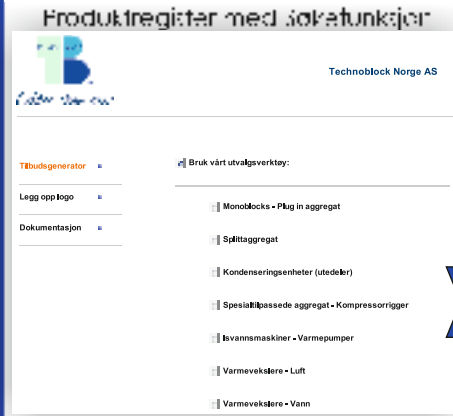 Produktregister med Søkefunksjon
Technoblock Norge AS
Tilbudsgenerator
Legg opp logo
Dokumentasjon
Bruk vårt utvalgsverktøy:
Monoblocks - Plug in aggregat
Splittaggregat
Kondenseringsenheter (utedeler)
Spesialtilpassede aggregat - Kompressorrigger
Isvannsmaskiner - Varmepumper
Varmevekslere - Luft
Varmevekslere - Vann